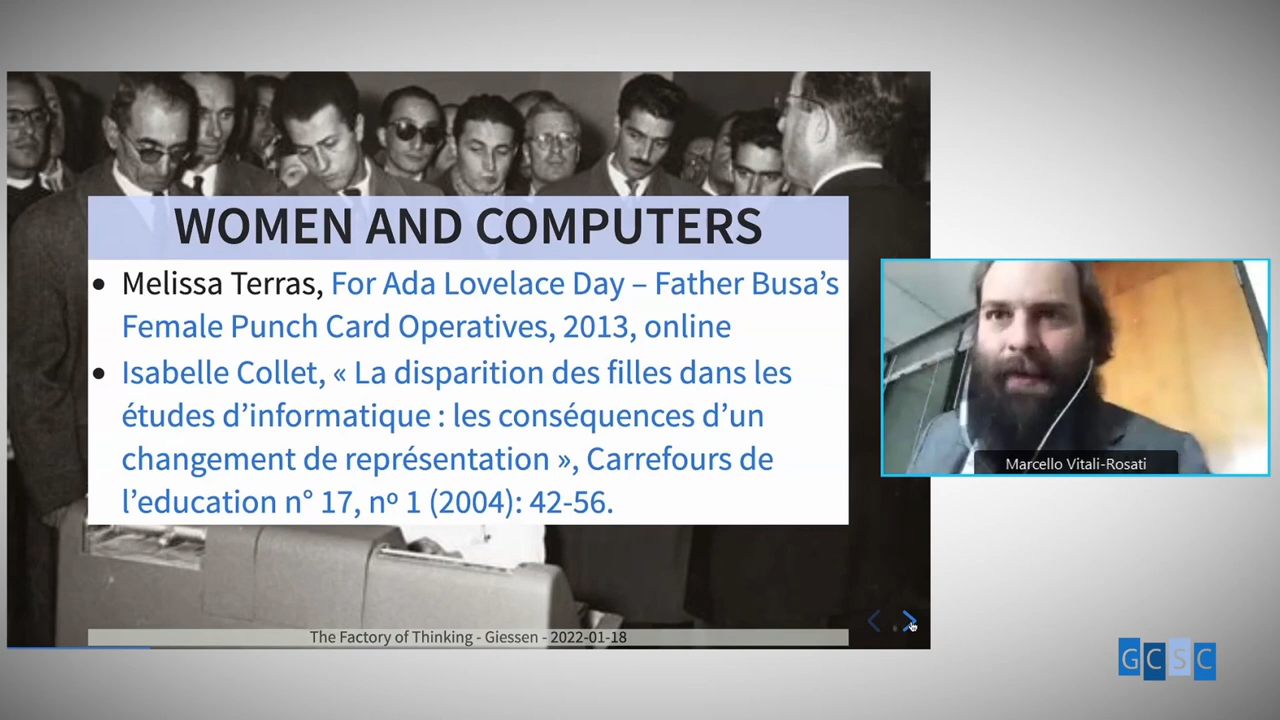 WOMEN AND COMPUTERS
• Melissa Terras, For Ada Lovelace Day – Father Busa’s
Female Punch Card Operatives, 2013, online
• Isabelle Collet, « La disparition des filles dans les
études d’informatique : les conséquences d’un
changement de représentation », Carrefours de
l’education n° 17, nº 1 (2004): 42-56.
The Factory of Thinking - Giessen - 2022-01-18
Marcello Vitali-Rosati
GCSC